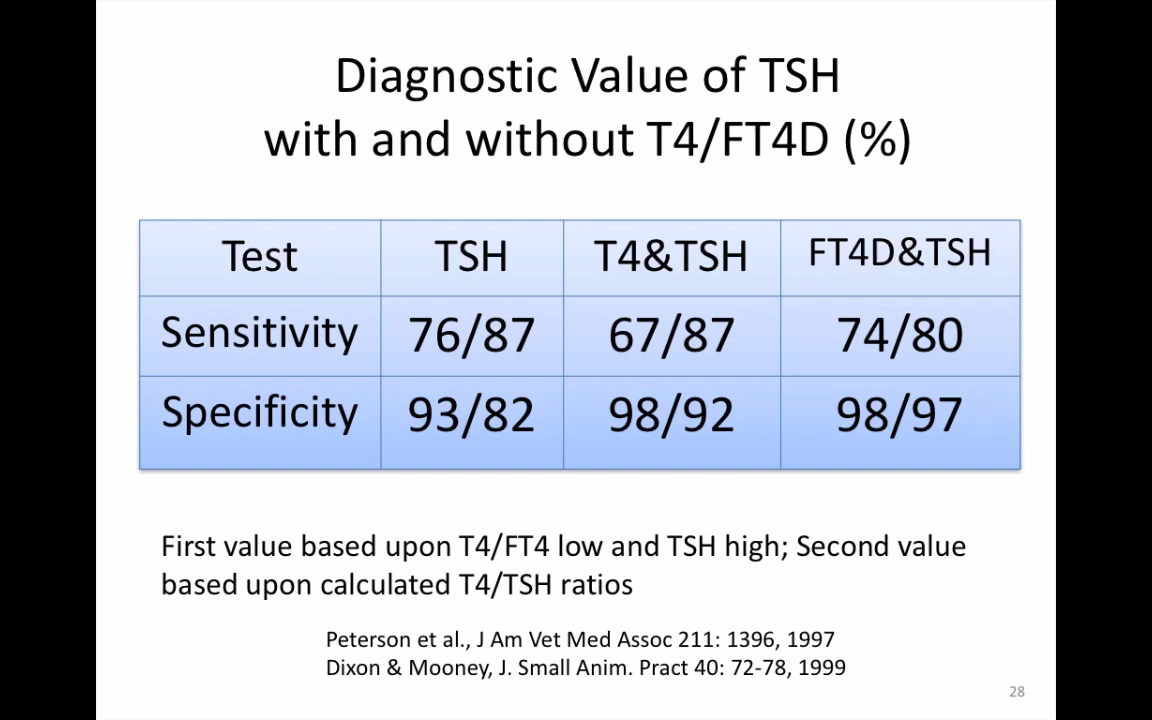 Diagnostic Value of TSH
with and without T4/FT4D (%)
Test TSH T4&TSH FT4D&TSH
Sensitivity 76/87 67/87 74/80
Specificity 93/82 98/92 98/97
First value based upon T4/FT4 low and TSH high; Second value
based upon calculated T4/TSH ratios
Peterson et al., J Am Vet Med Assoc 211: 1396, 1997
Dixon & Mooney, J. Small Anim. Pract 40: 72-78, 1999
28